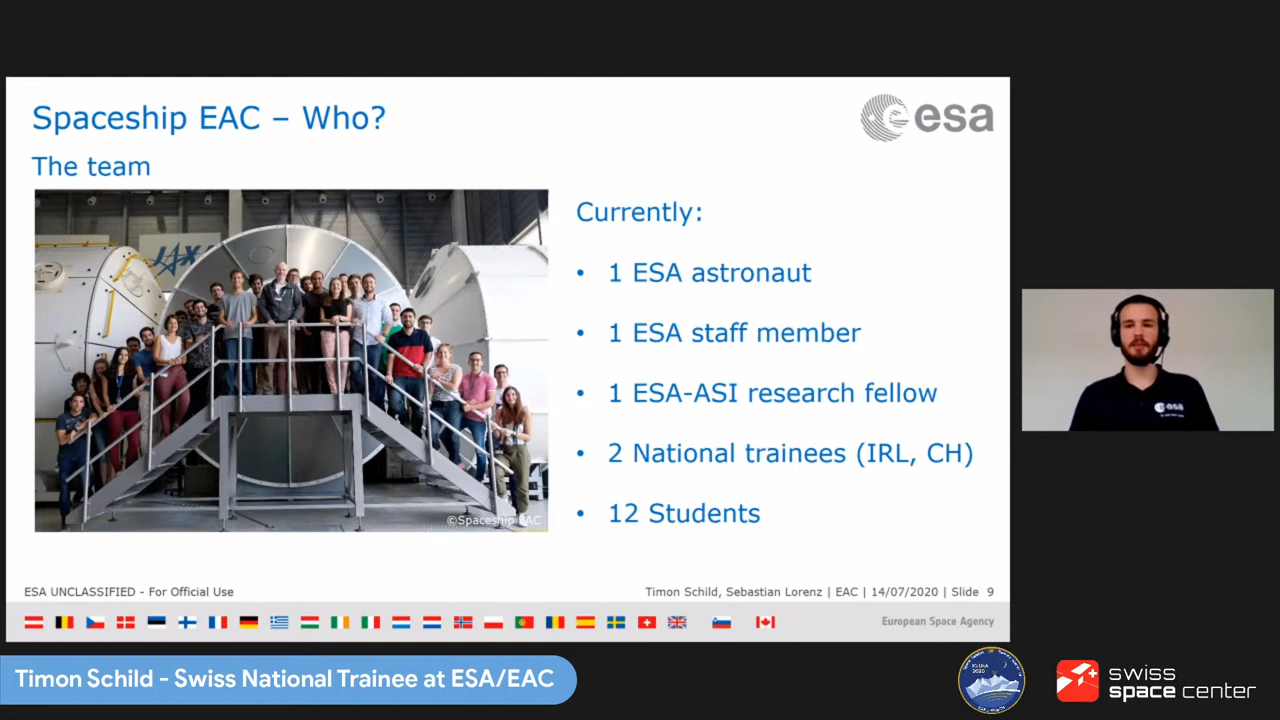 Spaceship EAC – Who?
esa
The team
JAXA
Currently:
• 1 ESA astronaut
• 1 ESA staff member
• 1 ESA-ASI research fellow
• 2 National trainees (IRL, CH)
• 12 Students
©Spaceship EAC
esa
ESA UNCLASSIFIED - For Official Use
Timon Schild, Sebastian Lorenz | EAC | 14/07/2020 | Slide 9
European Space Agency
Timon Schild - Swiss National Trainee at ESA/EAC
swiss
space center